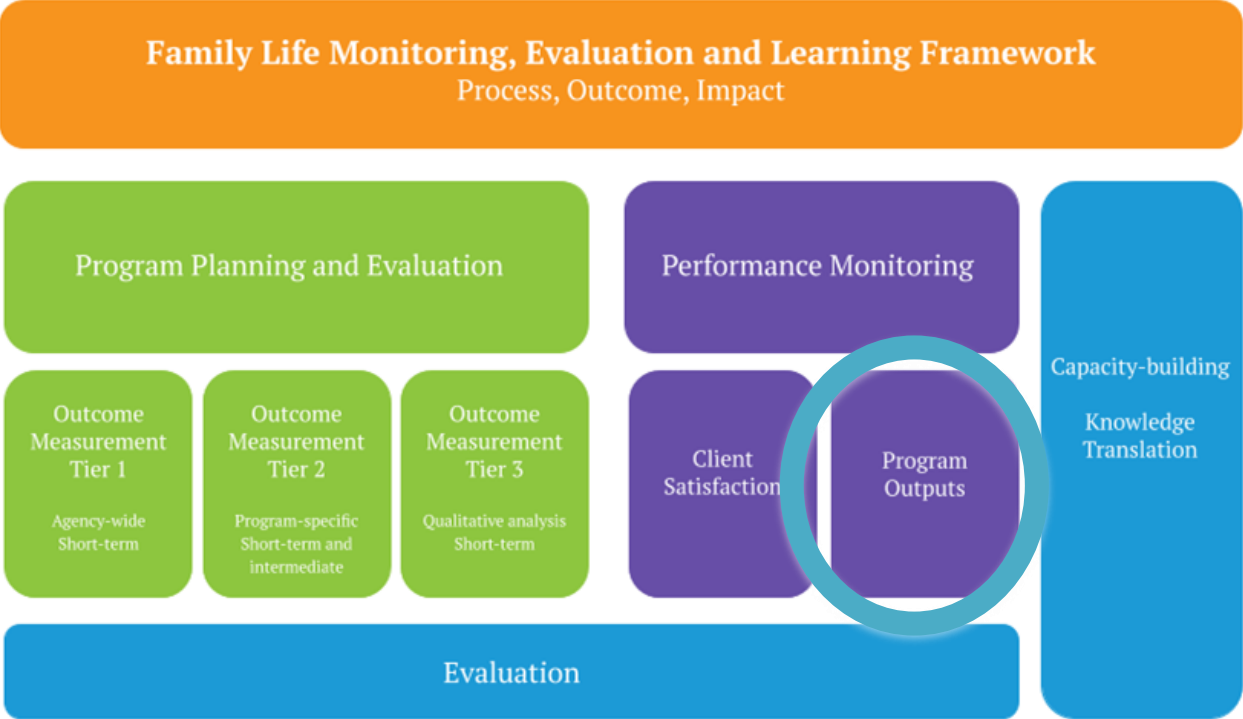 Family Life Monitoring, Evaluation and Learning Framework
Process, Outcome, Impact
Program Planning and Evaluation
Performance Monitoring
Outcome
Measurement
Tier 1
Agency-wide
Short-term
Outcome
Measurement
Tier 2
Program-specific
Short-term and
intermediate
Outcome
Measurement
Tier 3
Qualitative analysis
Short-term
Client
Satisfaction
Program
Outputs
Capacity-building
Knowledge
Translation
Evaluation